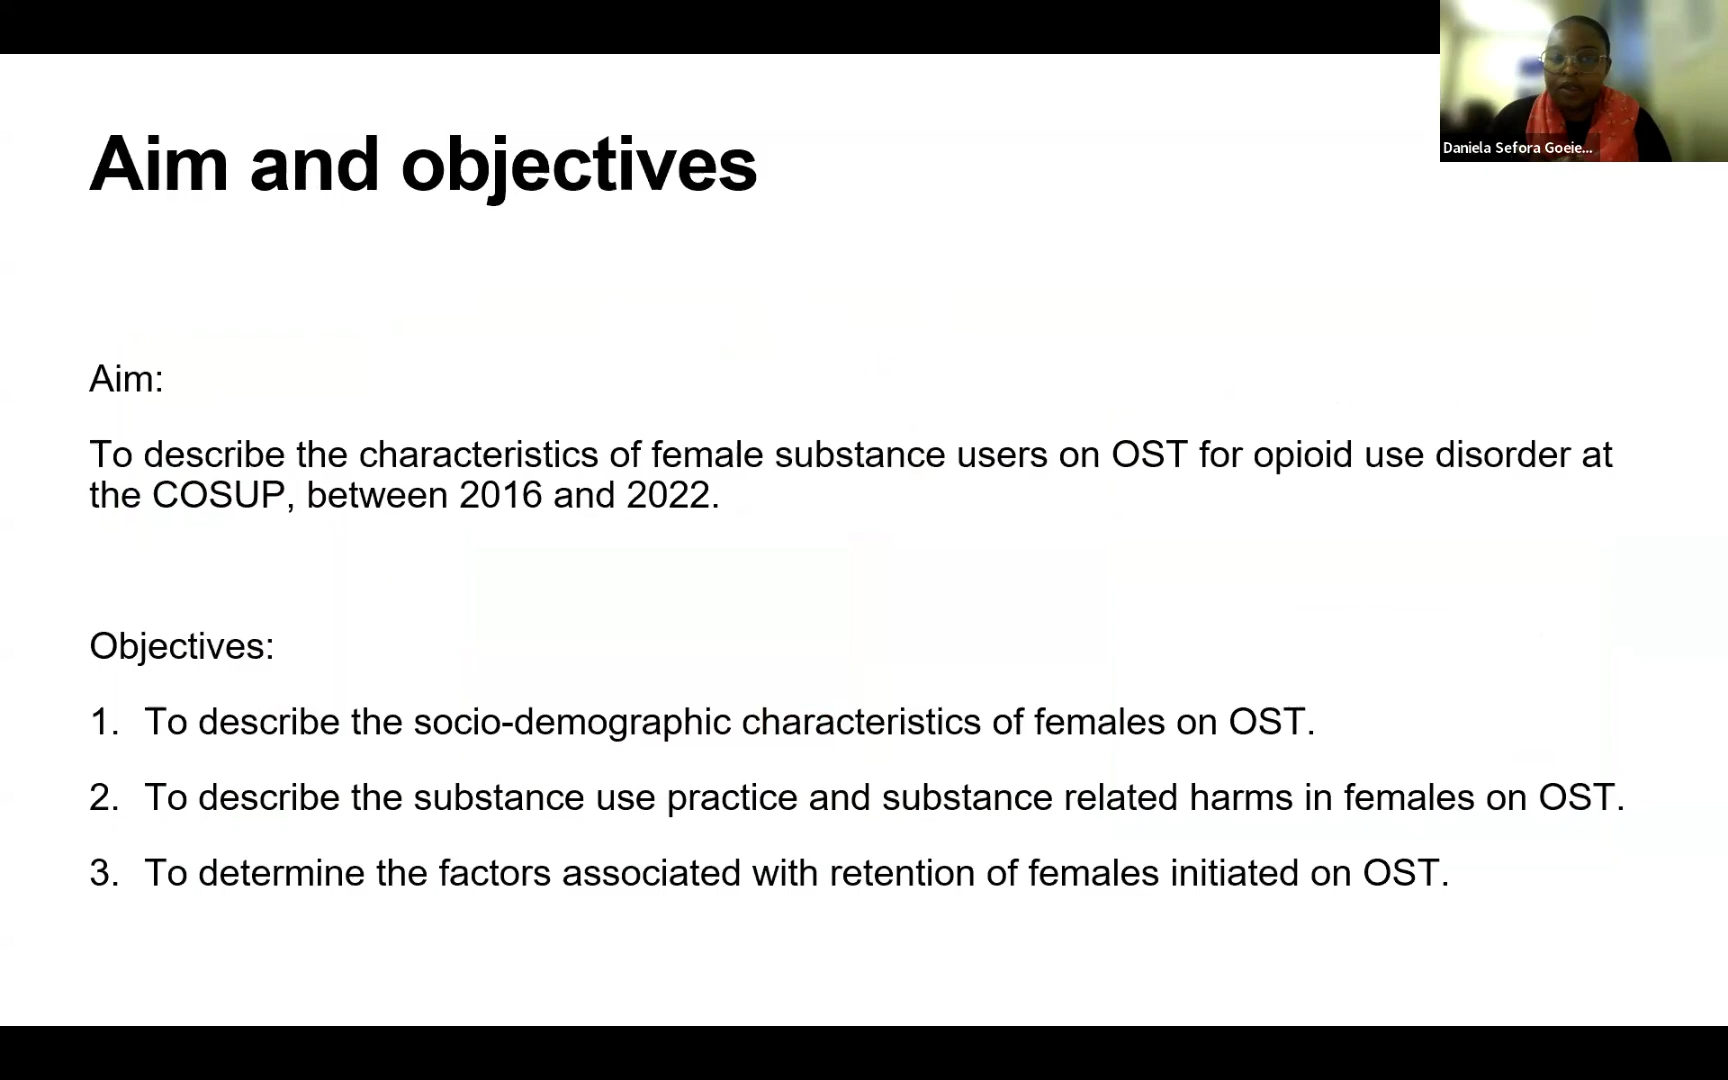 Aim and objectives
Daniela Sefora Goeie...
Aim:
To describe the characteristics of female substance users on OST for opioid use disorder at
the COSUP, between 2016 and 2022.
Objectives:
1. To describe the socio-demographic characteristics of females on OST.
2. To describe the substance use practice and substance related harms in females on OST.
3. To determine the factors associated with retention of females initiated on OST.